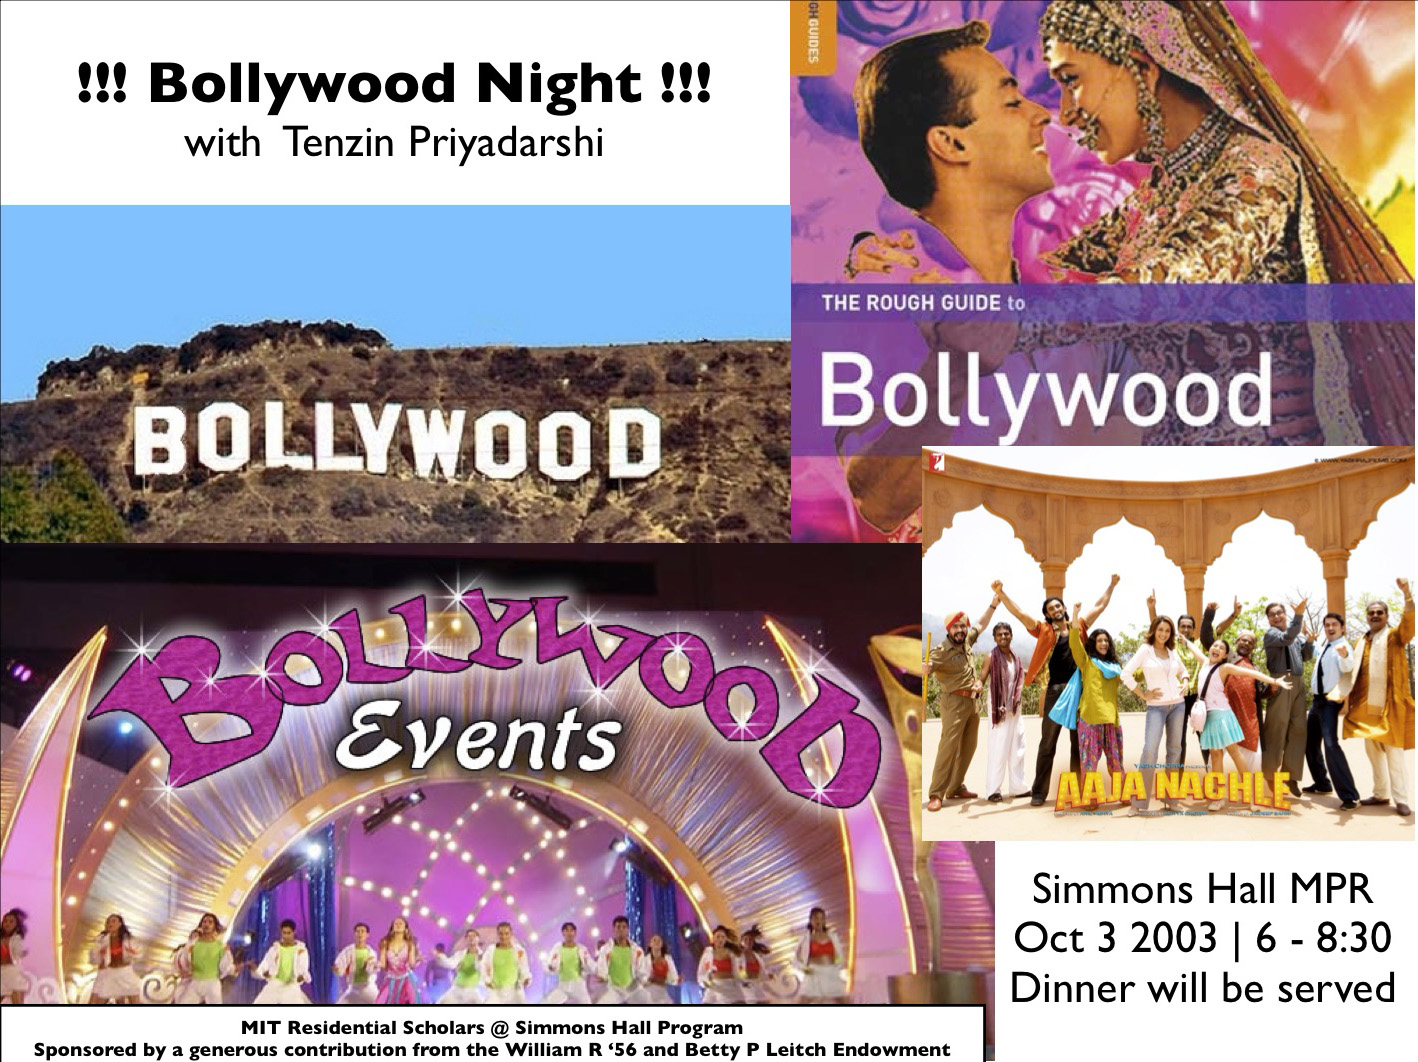 !!! Bollywood Night !!!
with Tenzin Priyadarshi
GH GUIDES
THE ROUGH GUIDE to
Bollywood
BOLLYWOOD
BOLLYWOOD
Events
AAJA NACHLE
Simmons Hall MPR
Oct 3 2003 | 6 - 8:30
Dinner will be served
MIT Residential Scholars @ Simmons Hall Program
Sponsored by a generous contribution from the William R ‘56 and Betty P Leitch Endowment